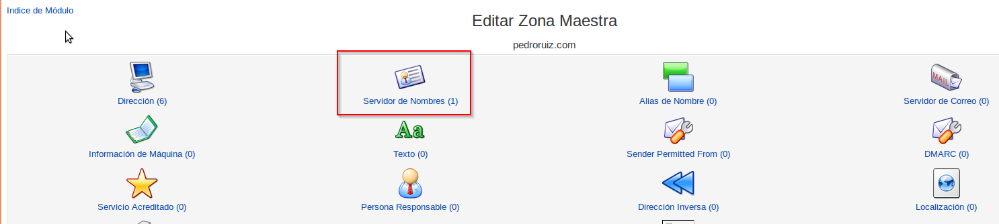 Indice de Módulo
Editar Zona Maestra
pedroruiz.com
Dirección (6)
Servidor de Nombres (1)
Alias de Nombre (0)
MAIL
Servidor de Correo (0)
Información de Máquina (0)
Aa
Texto (0)
Sender Permitted From (0)
DMARC (0)
Servicio Acreditado (0)
Persona Responsable (0)
Dirección Inversa (0)
Localización (0)